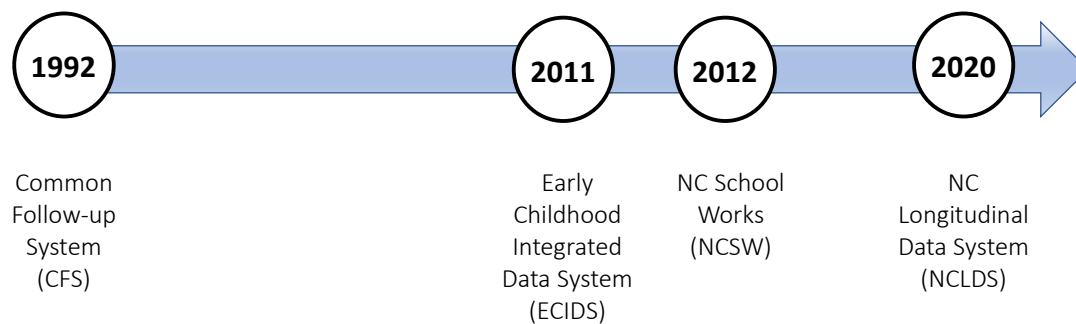 1992
2011
2012
2020
Common
Follow-up
System
(CFS)
Early
Childhood
Integrated
Data System
(ECIDS)
NC School
Works
(NCSW)
NC
Longitudinal
Data System
(NCLDS)